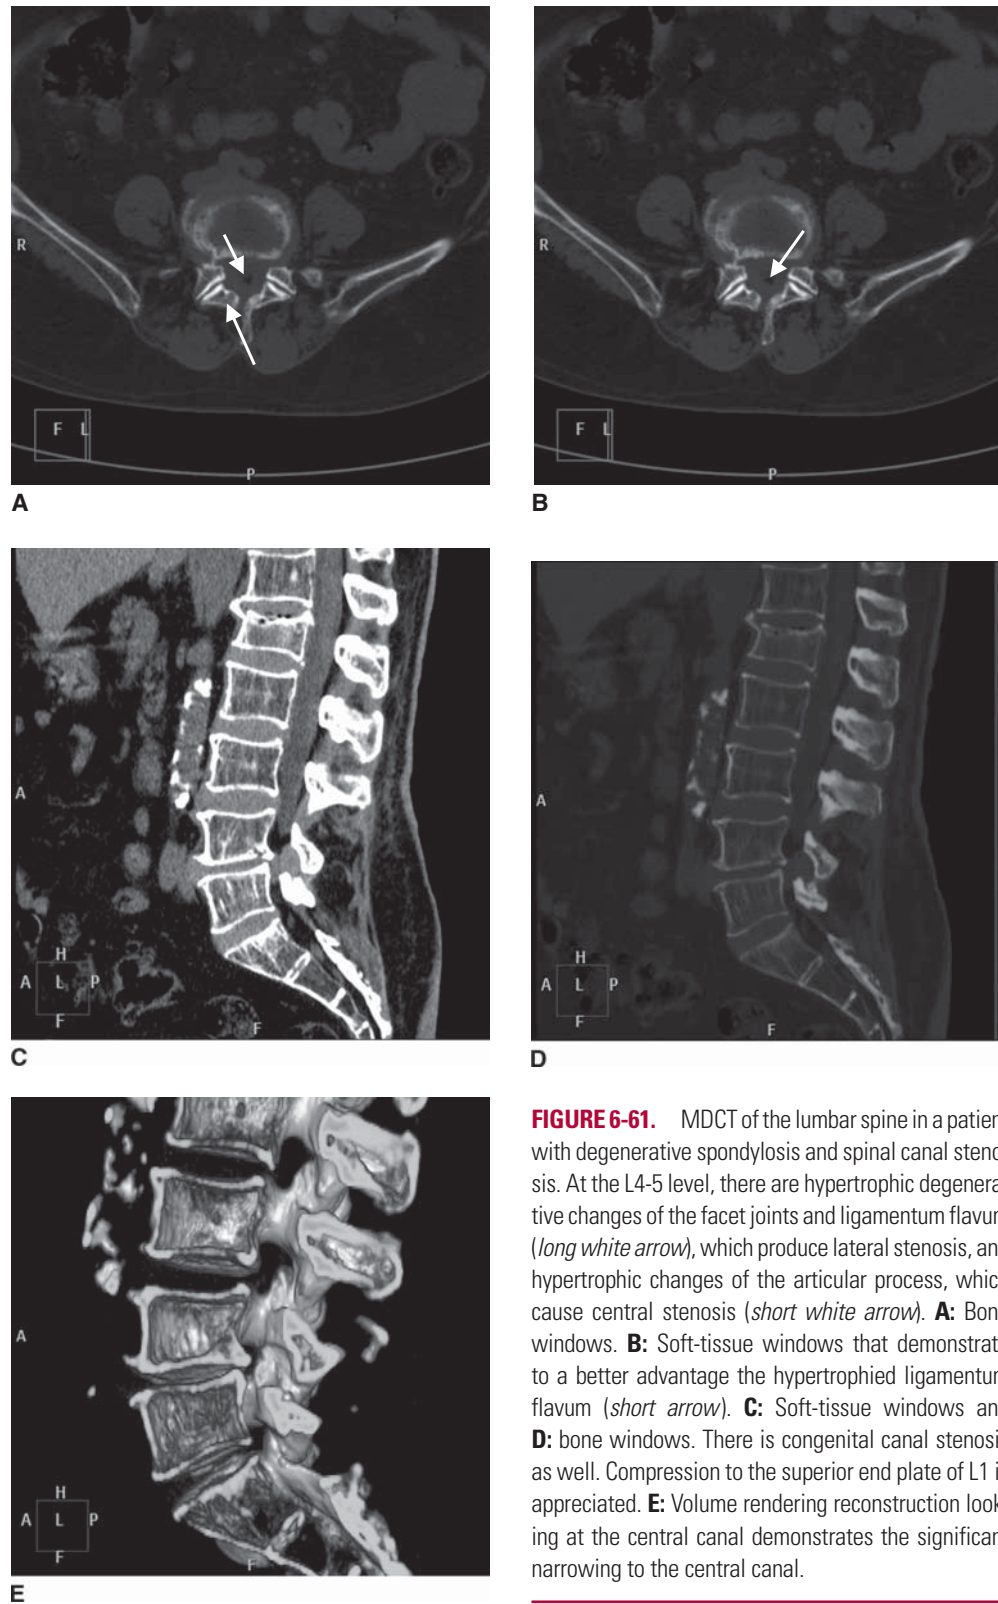 R
F L
P
A
R
F L
P
B
A
H
A L P
F
F
C
A
H
A L P
F
F
D
A
H
A L P
F
F
E
FIGURE 6-61. MDCT of the lumbar spine in a patien
with degenerative spondylosis and spinal canal steno
sis. At the L4-5 level, there are hypertrophic degenera
tive changes of the facet joints and ligamentum flavun
(long white arrow), which produce lateral stenosis, an
hypertrophic changes of the articular process, whic
cause central stenosis (short white arrow). A: Bon
windows. B: Soft-tissue windows that demonstrat
to a better advantage the hypertrophied ligamentun
flavum (short arrow). C: Soft-tissue windows an
D: bone windows. There is congenital canal stenosi
as well. Compression to the superior end plate of L1 i
appreciated. E: Volume rendering reconstruction look
ing at the central canal demonstrates the significan
narrowing to the central canal.